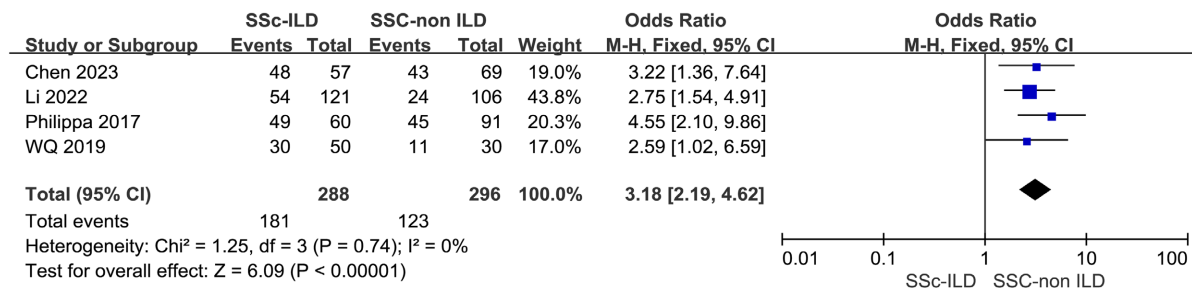 SSc-ILD SSC-non ILD Odds Ratio Odds Ratio
Study or Subgroup Events Total Events Total Weight M-H, Fixed, 95% CI M-H, Fixed, 95% CI
Chen 2023 48 57 43 69 19.0% 3.22 [1.36, 7.64]
Li 2022 54 121 24 106 43.8% 2.75 [1.54, 4.91]
Philippa 2017 49 60 45 91 20.3% 4.55 [2.10, 9.86]
WQ 2019 30 50 11 30 17.0% 2.59 [1.02, 6.59]
Total (95% CI) 288 296 100.0% 3.18 [2.19, 4.62]
Total events 181 123
Heterogeneity: Chi² = 1.25, df = 3 (P = 0.74); I² = 0%
Test for overall effect: Z = 6.09 (P < 0.00001)
0.01 0.1 1 10 100
SSc-ILD SSC-non ILD